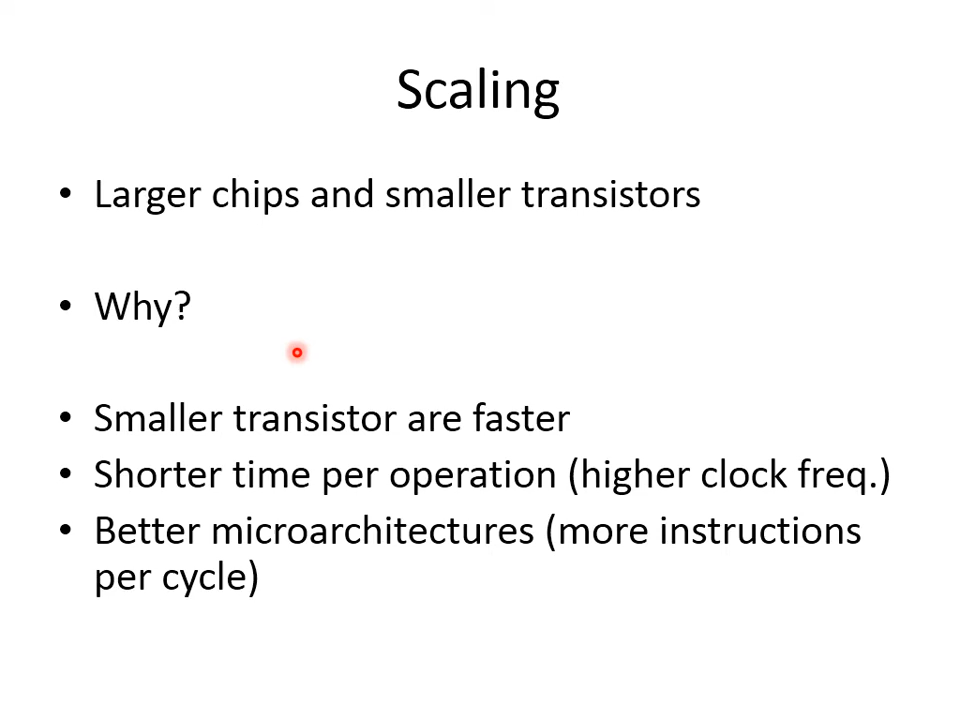 Scaling
• Larger chips and smaller transistors
• Why?
• Smaller transistor are faster
• Shorter time per operation (higher clock freq.)
• Better microarchitectures (more instructions
per cycle)